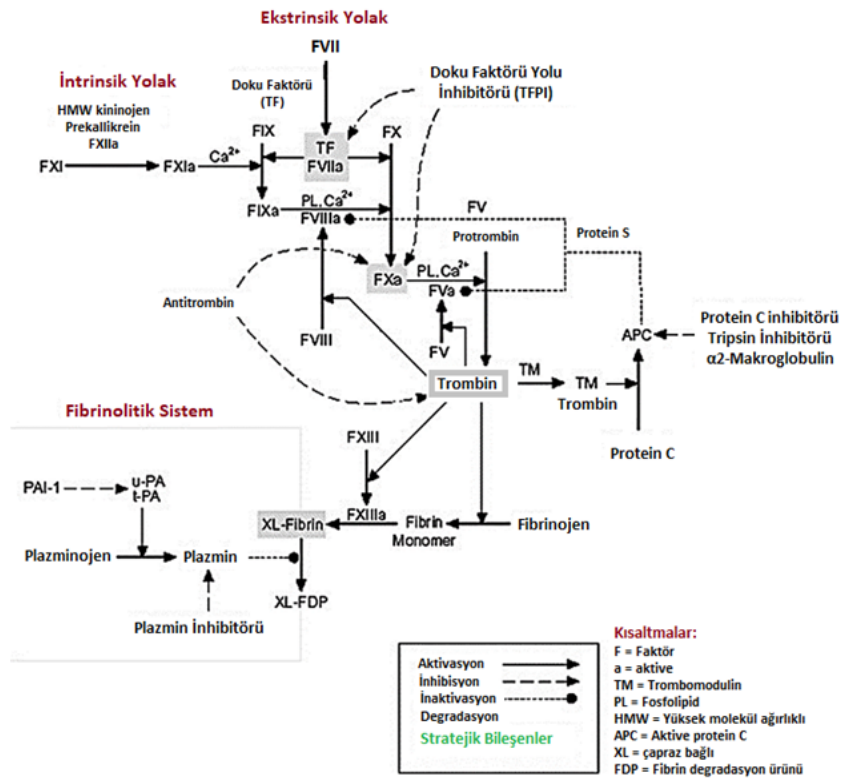 Ekstrinsik Yolak
FVII
İntrinsik Yolak
Doku Faktörü
(TF)
Doku Faktörü Yolu
İnhibitörü (TFPI)
HMW kininojen
Prekallikrein
FXIIa
FIX
TF
FVIIa
FX
FXI
FXIa
Ca²⁺
FIXa
PL, Ca²⁺
FVIIIa
FV
Protein S
Protrombin
FXa
PL, Ca²⁺
FVa
Antitrombin
FVIII
FV
APC
Protein C inhibitörü
Tripsin İnhibitörü
α2-Makroglobulin
Trombin
TM
TM
Trombin
Protein C
Fibrinolitik Sistem
FXIII
PAI-1
u-PA
t-PA
XL-Fibrin
FXIIIa
Fibrin
Monomer
Fibrinojen
Plazminojen
Plazmin
XL-FDP
Plazmin İnhibitörü
Aktivasyon
İnhibisyon
İnaktivasyon
Degradasyon
Stratejik Bileşenler
Kısaltmalar:
F = Faktör
a = aktive
TM = Trombomodulin
PL = Fosfolipid
HMW = Yüksek molekül ağırlıklı
APC = Aktive protein C
XL = çapraz bağlı
FDP = Fibrin degradasyon ürünü